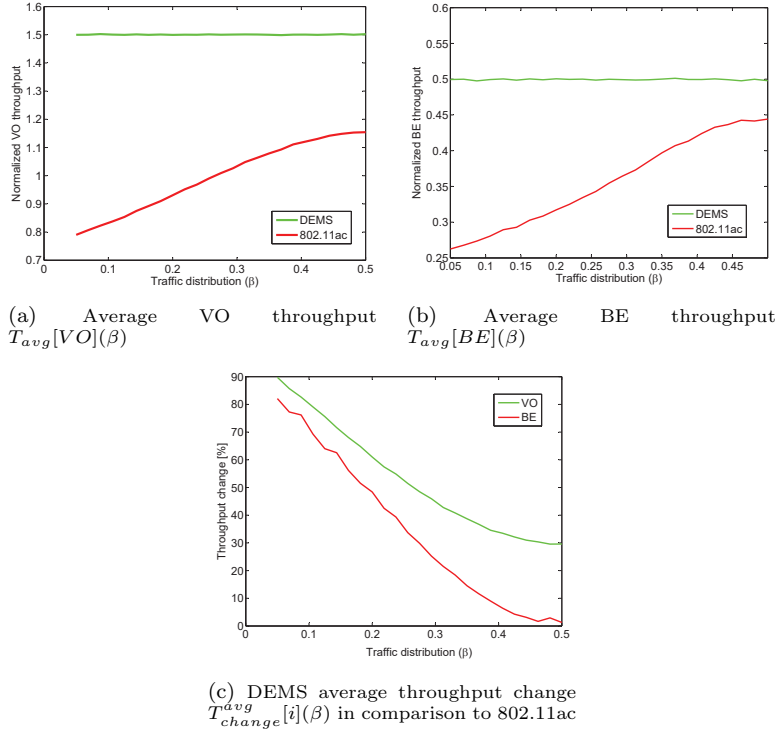 1.6
1.5
1.4
1.3
1.2
1.1
1
0.9
0.8
0.7
0
0.1
0.2
0.3
0.4
0.5
Normalized VO throughput
Traffic distribution (β)
DEMS
802.11ac
(a) Average VO throughput
T_avg[VO](β)
0.6
0.55
0.5
0.45
0.4
0.35
0.3
0.25
0.05
0.1
0.15
0.2
0.25
0.3
0.35
0.4
0.45
Normalized BE throughput
Traffic distribution (β)
DEMS
802.11ac
(b) Average BE throughput
T_avg[BE](β)
90
80
70
60
50
40
30
20
10
0
0
0.1
0.2
0.3
0.4
0.5
Throughput change [%]
Traffic distribution (β)
VO
BE
(c) DEMS average throughput change
T^avg_change[i](β) in comparison to 802.11ac